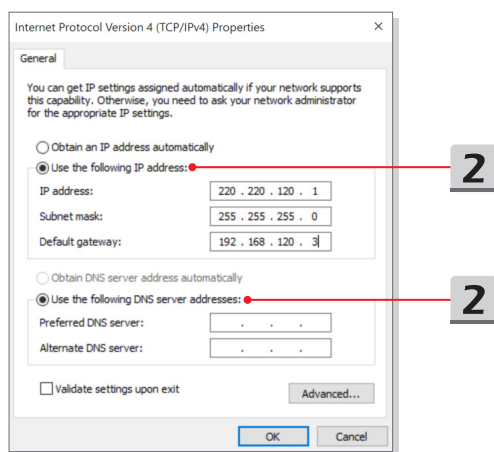 Internet Protocol Version 4 (TCP/IPv4) Properties
General
You can get IP settings assigned automatically if your network supports
this capability. Otherwise, you need to ask your network administrator
for the appropriate IP settings.
Obtain an IP address automatically
Use the following IP address:
2
IP address: 220 . 220 . 120 . 1
Subnet mask: 255 . 255 . 255 . 0
Default gateway: 192 . 168 . 120 . 3
Obtain DNS server address automatically
Use the following DNS server addresses:
2
Preferred DNS server: . . .
Alternate DNS server: . . .
Validate settings upon exit
Advanced...
OK Cancel